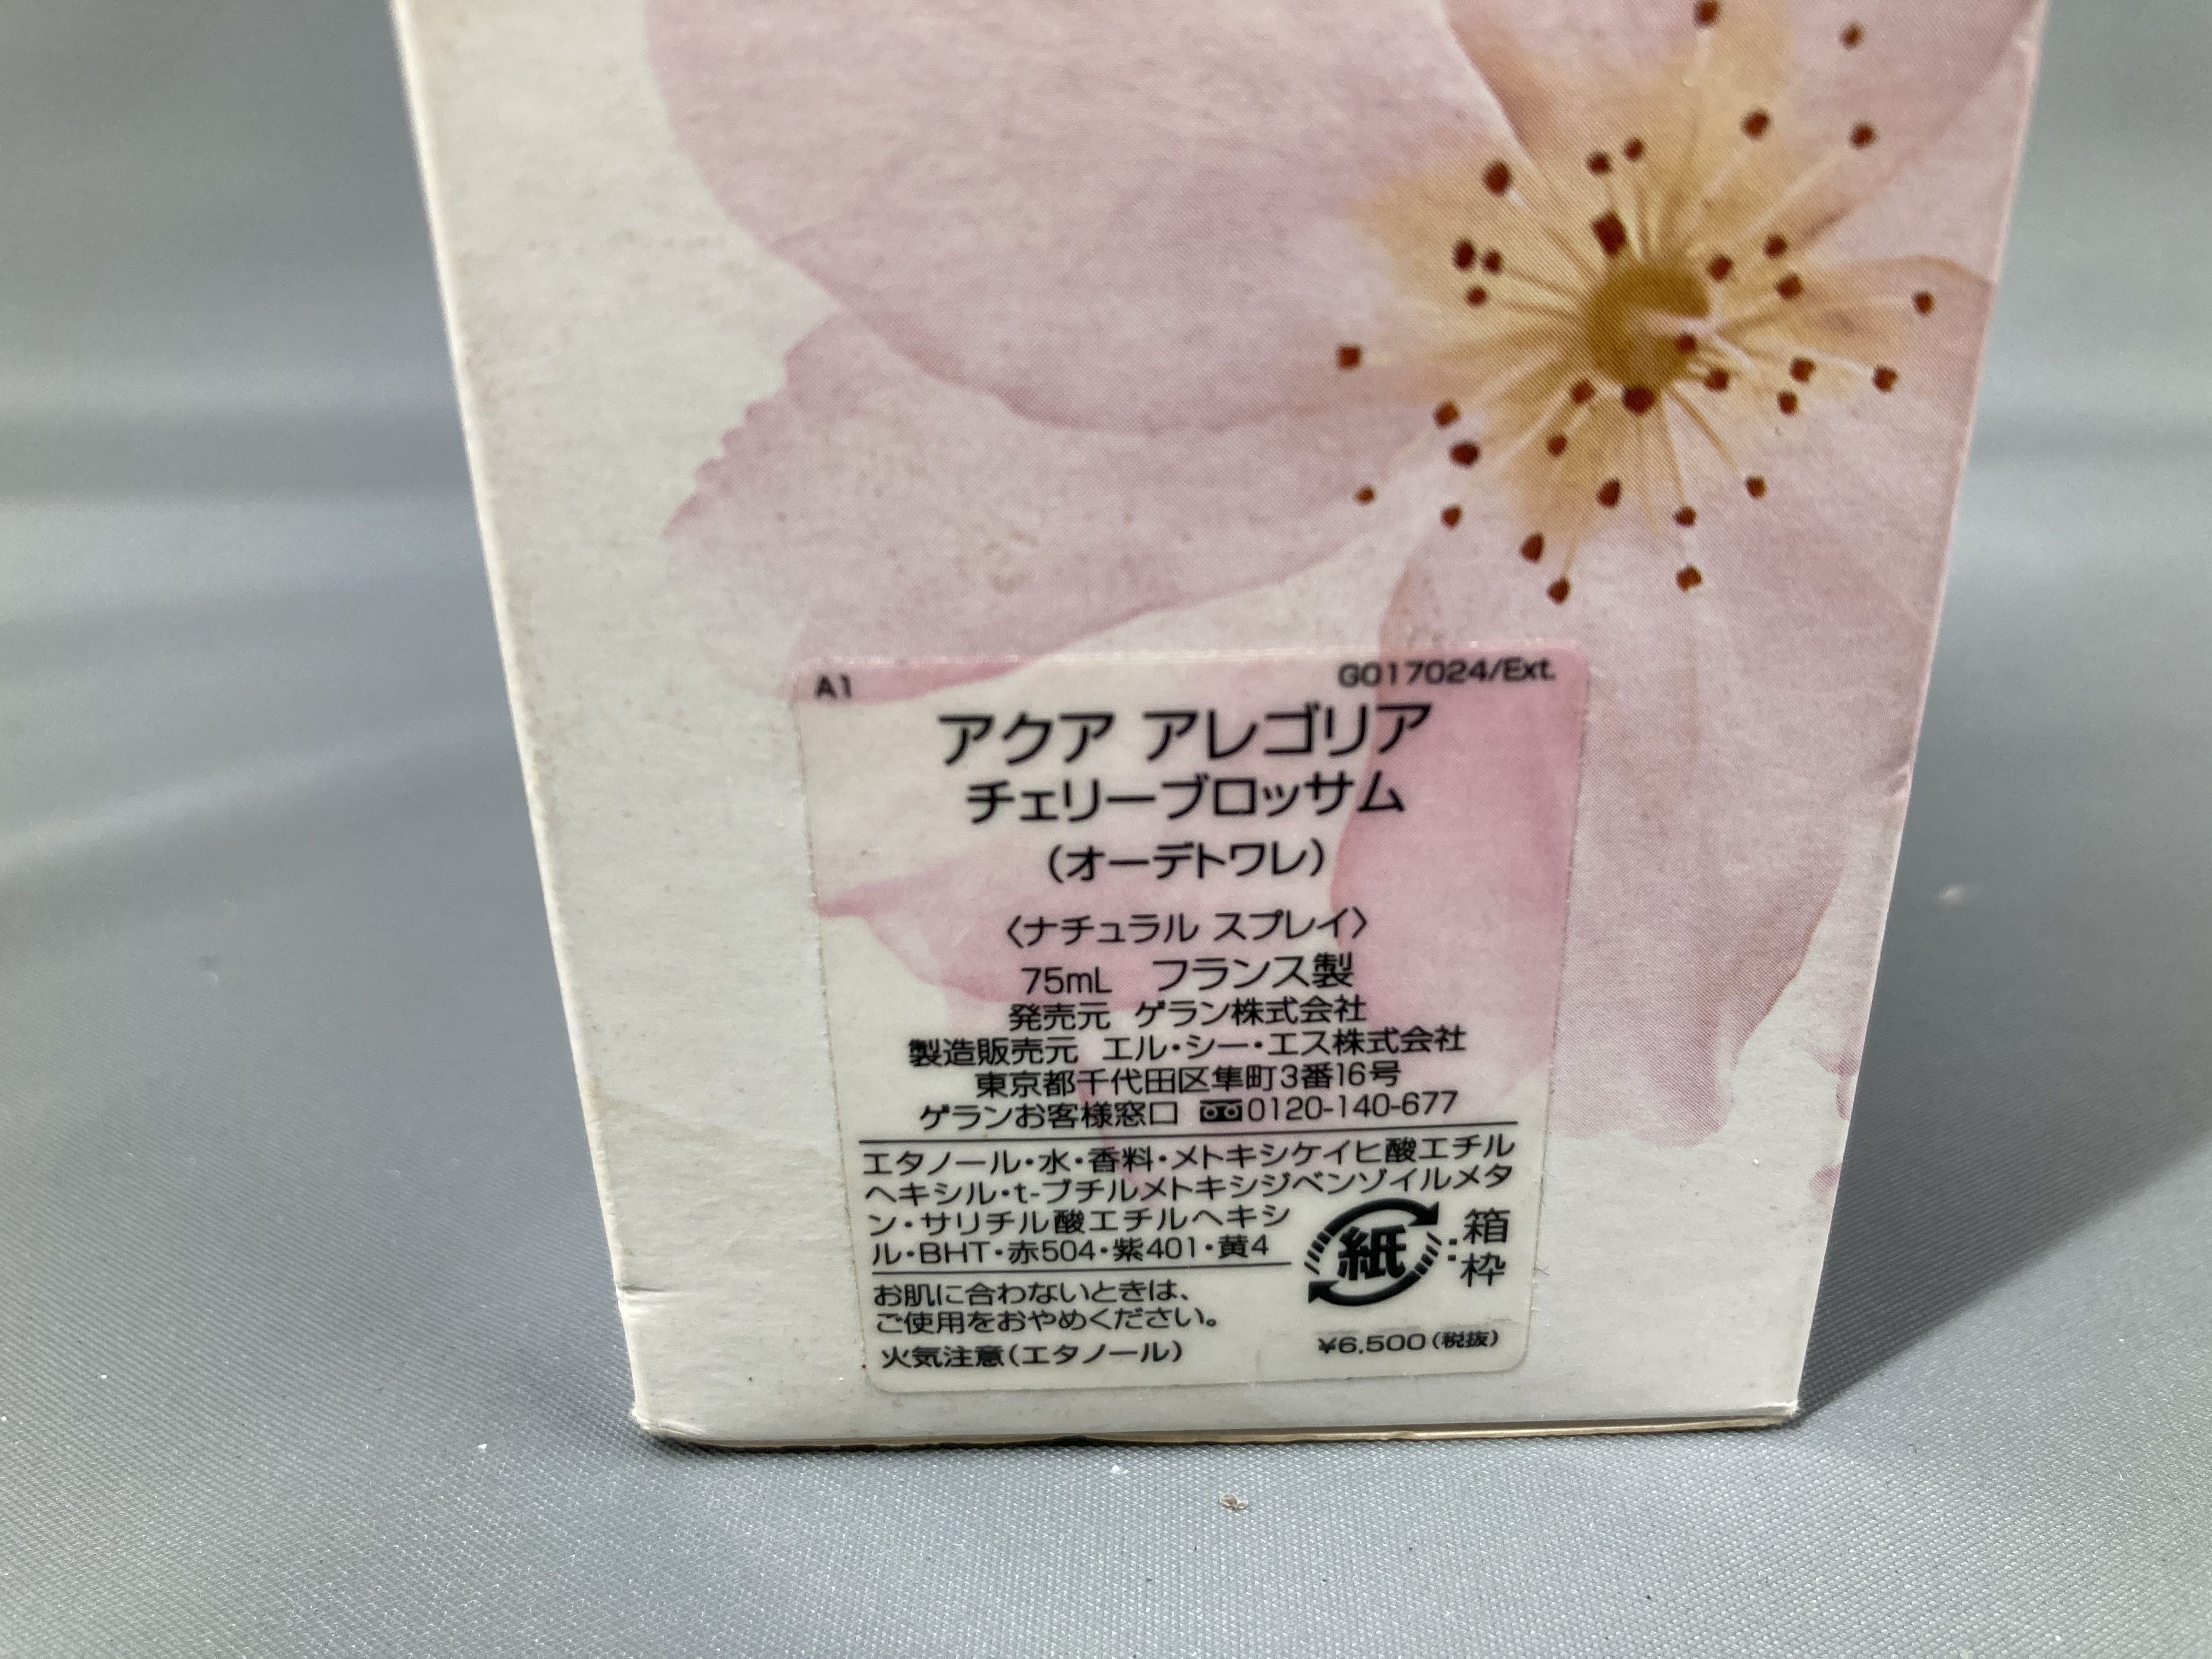 A1
G017024/Ext.
アクア アレゴリア
チェリーブロッサム
(オーデトワレ)
〈ナチュラル スプレイ〉
75mL フランス製
発売元 ゲラン株式会社
製造販売元 エル・シー・エス株式会社
東京都千代田区隼町3番16号
ゲランお客様窓口 0120-140-677
エタノール・水・香料・メトキシケイヒ酸エチル
ヘキシル・t-ブチルメトキシジベンゾイルメタ
ン・サリチル酸エチルヘキシ
ル・BHT・赤504・紫401・黄4
紙:箱
枠
お肌に合わないときは、
ご使用をおやめください。
火気注意(エタノール)
¥6,500(税抜)